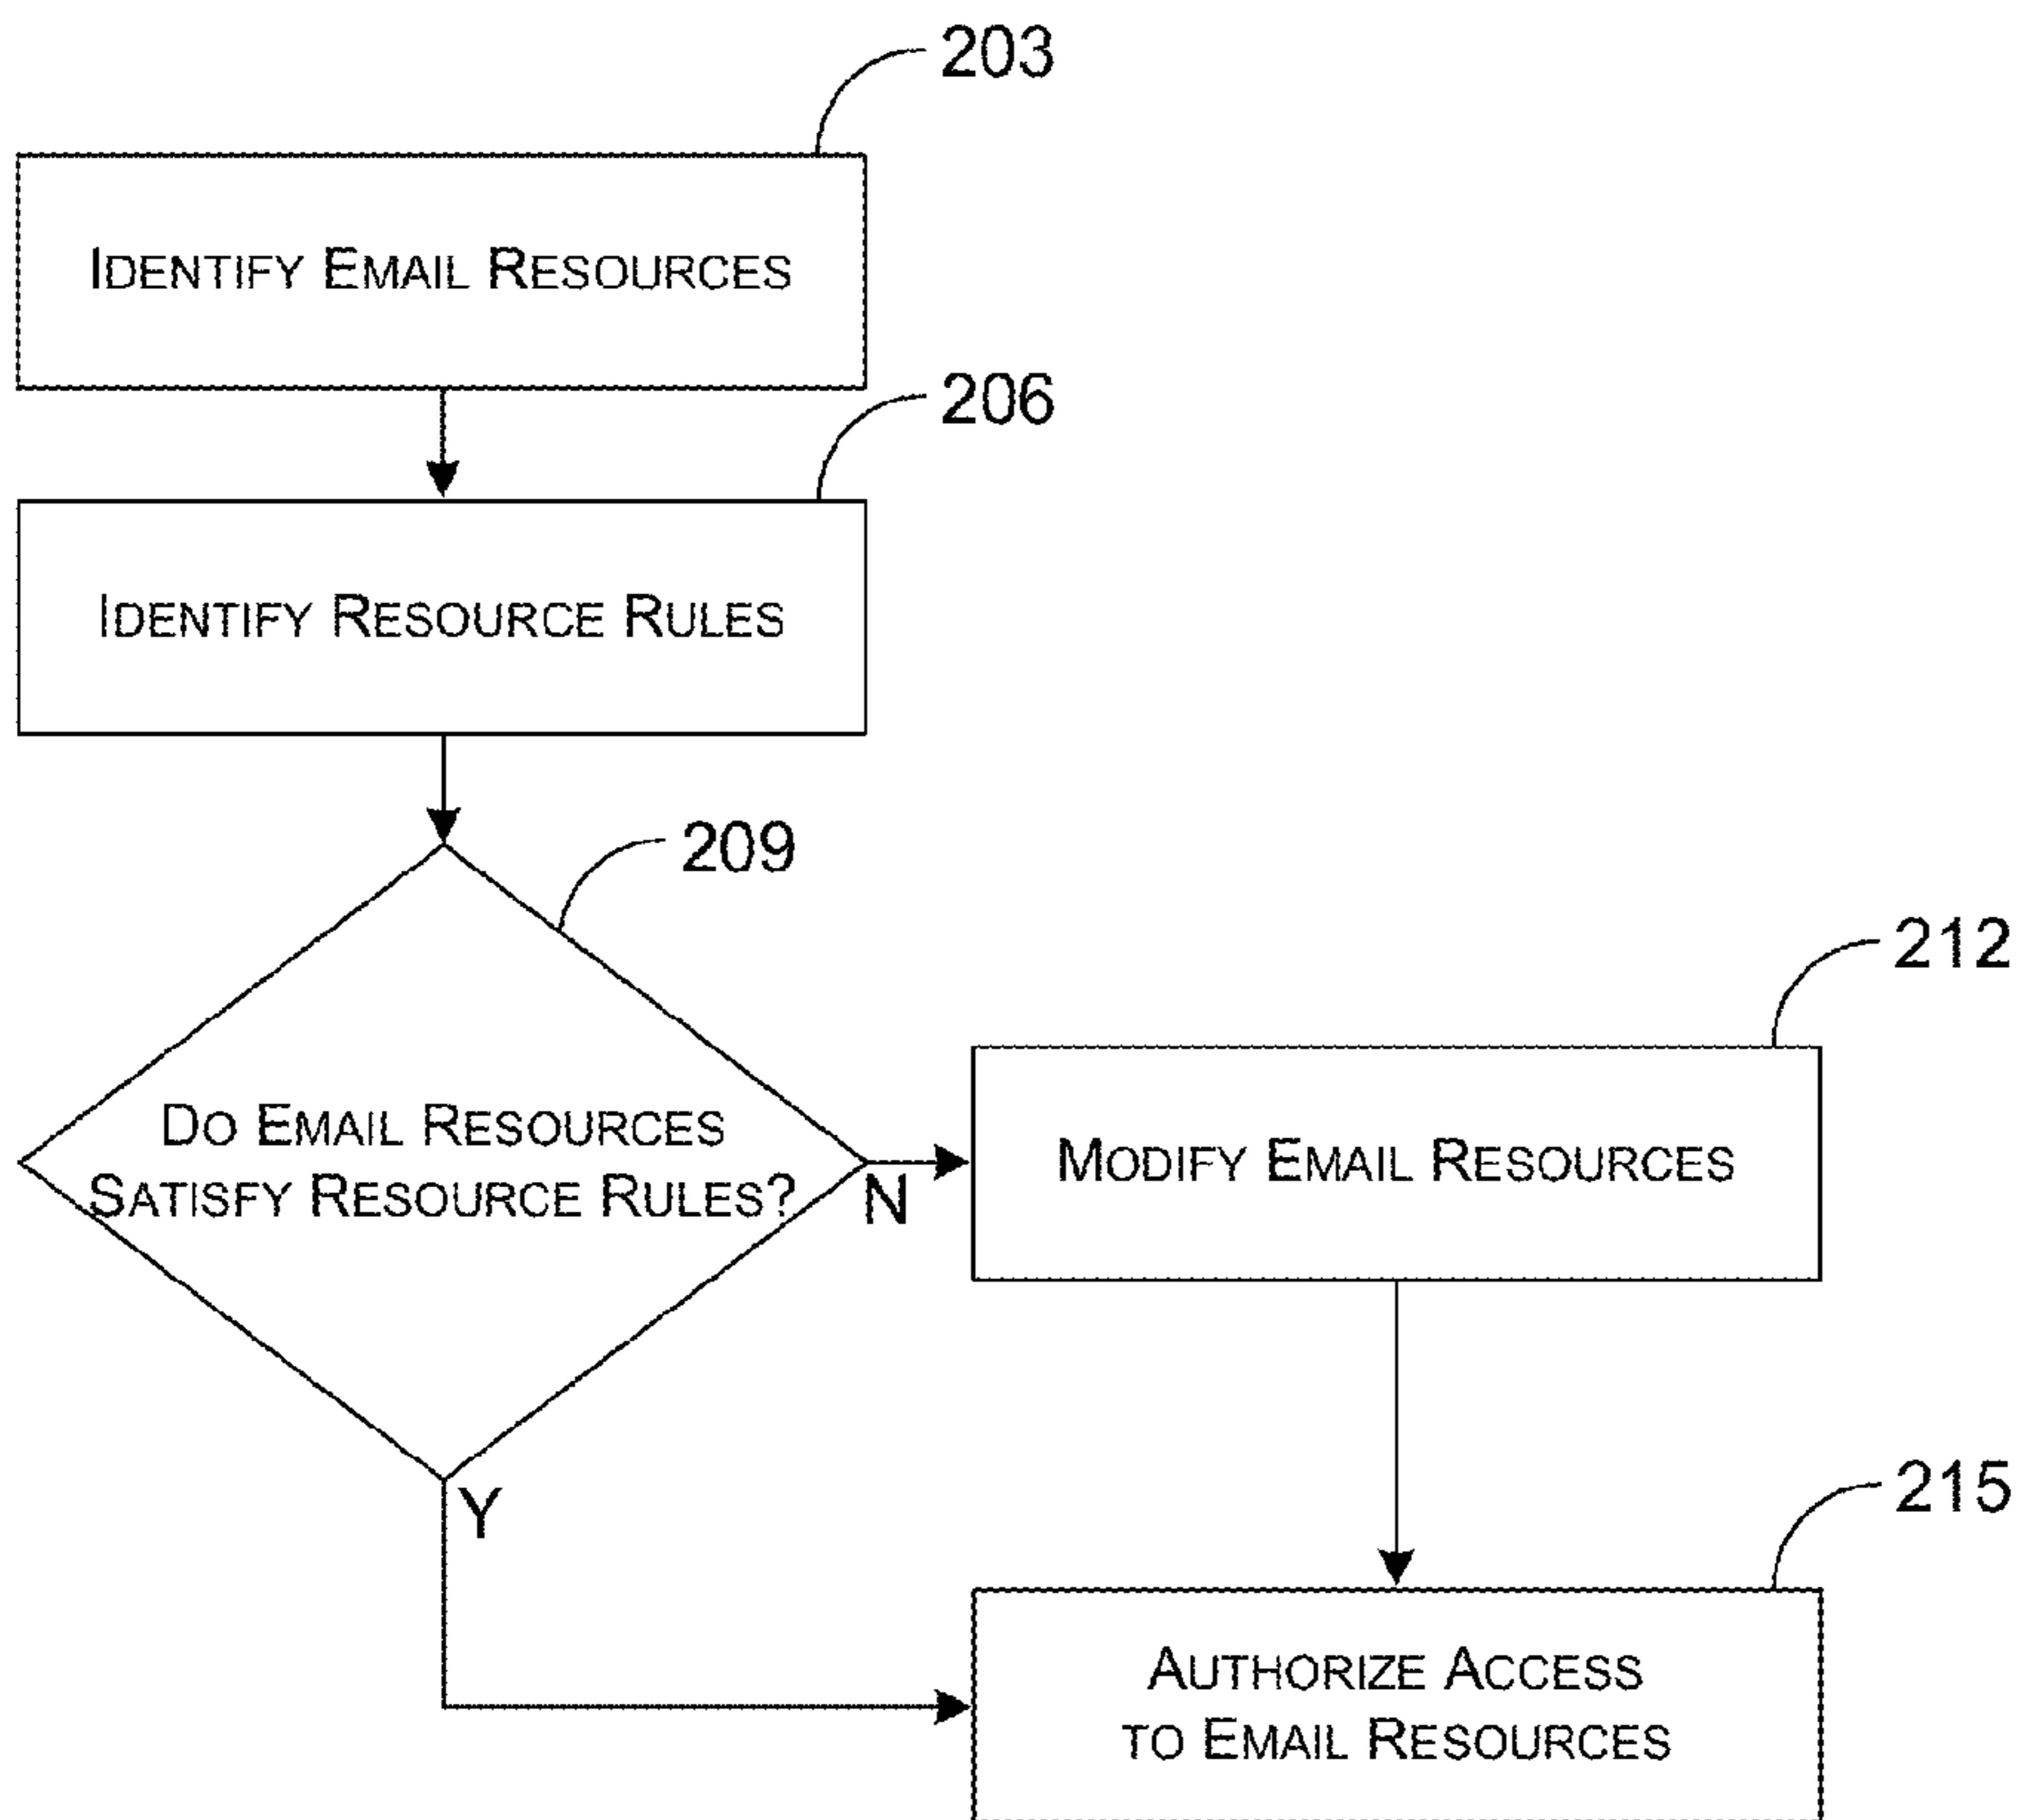 203
IDENTIFY EMAIL RESOURCES
206
IDENTIFY RESOURCE RULES
209
DO EMAIL RESOURCES
SATISFY RESOURCE RULES?
N
212
MODIFY EMAIL RESOURCES
Y
215
AUTHORIZE ACCESS
TO EMAIL RESOURCES